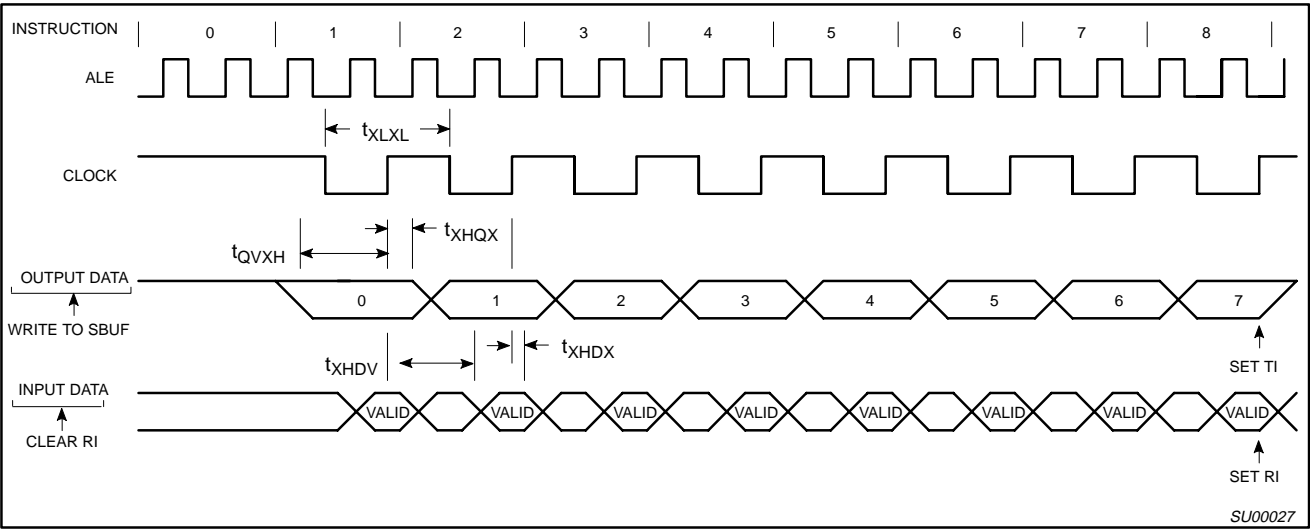 INSTRUCTION 0 1 2 3 4 5 6 7 8
ALE
tXLXL
CLOCK
tQVXH tXHQX
OUTPUT DATA 0 1 2 3 4 5 6 7
WRITE TO SBUF
tXHDV tXHDX
SET TI
INPUT DATA VALID VALID VALID VALID VALID VALID VALID VALID
CLEAR RI
SET RI
SU00027